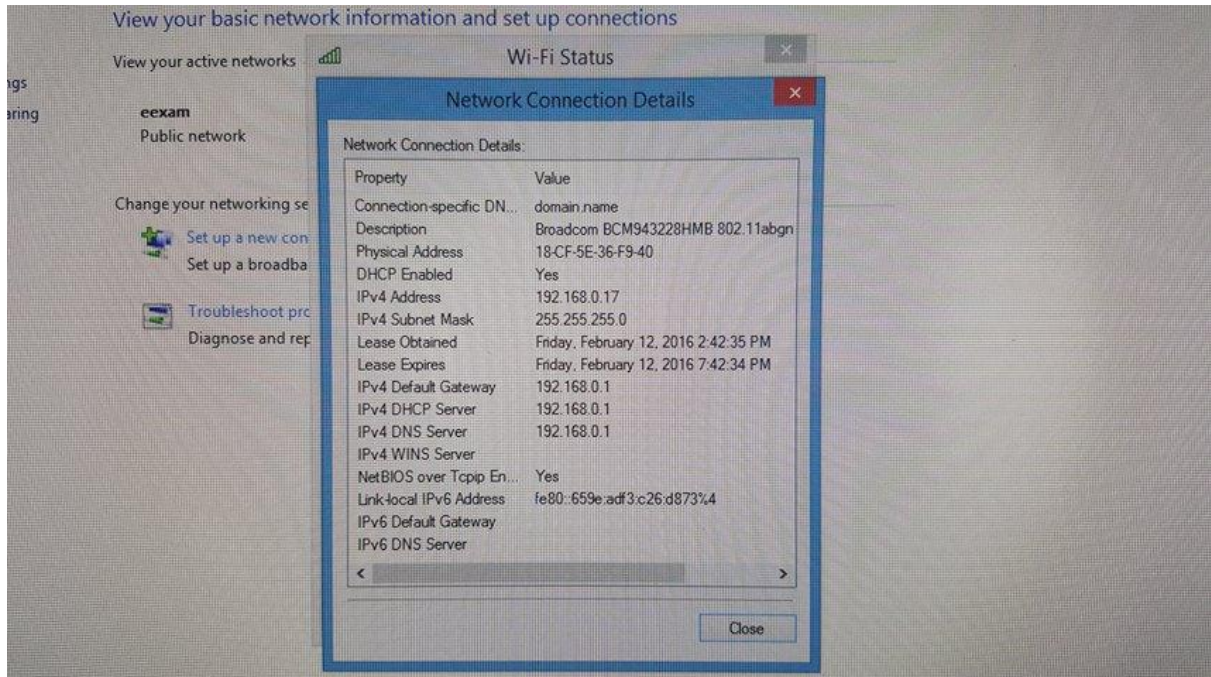 View your basic network information and set up connections
View your active networks
ngs
aring
eexam
Public network
Change your networking se
Set up a new con
Set up a broadba
Troubleshoot pro
Diagnose and rep
Wi-Fi Status
Network Connection Details
Network Connection Details:
Property Value
Connection-specific DN... domain.name
Description Broadcom BCM943228HMB 802.11abgn
Physical Address 18-CF-5E-36-F9-40
DHCP Enabled Yes
IPv4 Address 192.168.0.17
IPv4 Subnet Mask 255.255.255.0
Lease Obtained Friday, February 12, 2016 2:42:35 PM
Lease Expires Friday, February 12, 2016 7:42:34 PM
IPv4 Default Gateway 192.168.0.1
IPv4 DHCP Server 192.168.0.1
IPv4 DNS Server 192.168.0.1
IPv4 WINS Server
NetBIOS over Tcpip En... Yes
Link-local IPv6 Address fe80::659e:adf3:c26:d873%4
IPv6 Default Gateway
IPv6 DNS Server
Close